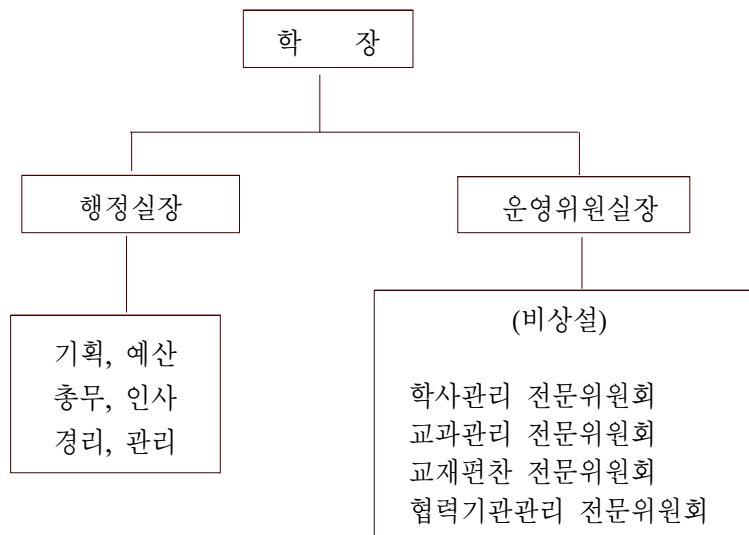 학 장
행정실장
운영위원실장
기획, 예산
총무, 인사
경리, 관리
(비상설)
학사관리 전문위원회
교과관리 전문위원회
교재편찬 전문위원회
협력기관관리 전문위원회